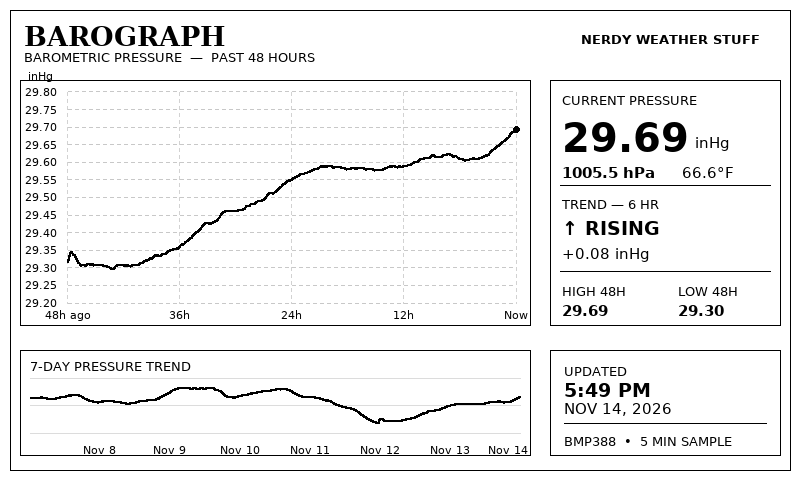 BAROGRAPH
BAROMETRIC PRESSURE — PAST 48 HOURS
NERDY WEATHER STUFF
inHg
29.80
29.75
29.70
29.65
29.60
29.55
29.50
29.45
29.40
29.35
29.30
29.25
29.20
48h ago 36h 24h 12h Now
CURRENT PRESSURE
29.69 inHg
1005.5 hPa 66.6°F
TREND — 6 HR
↑ RISING
+0.08 inHg
HIGH 48H LOW 48H
29.69 29.30
7-DAY PRESSURE TREND
Nov 8 Nov 9 Nov 10 Nov 11 Nov 12 Nov 13 Nov 14
UPDATED
5:49 PM
NOV 14, 2026
BMP388 • 5 MIN SAMPLE